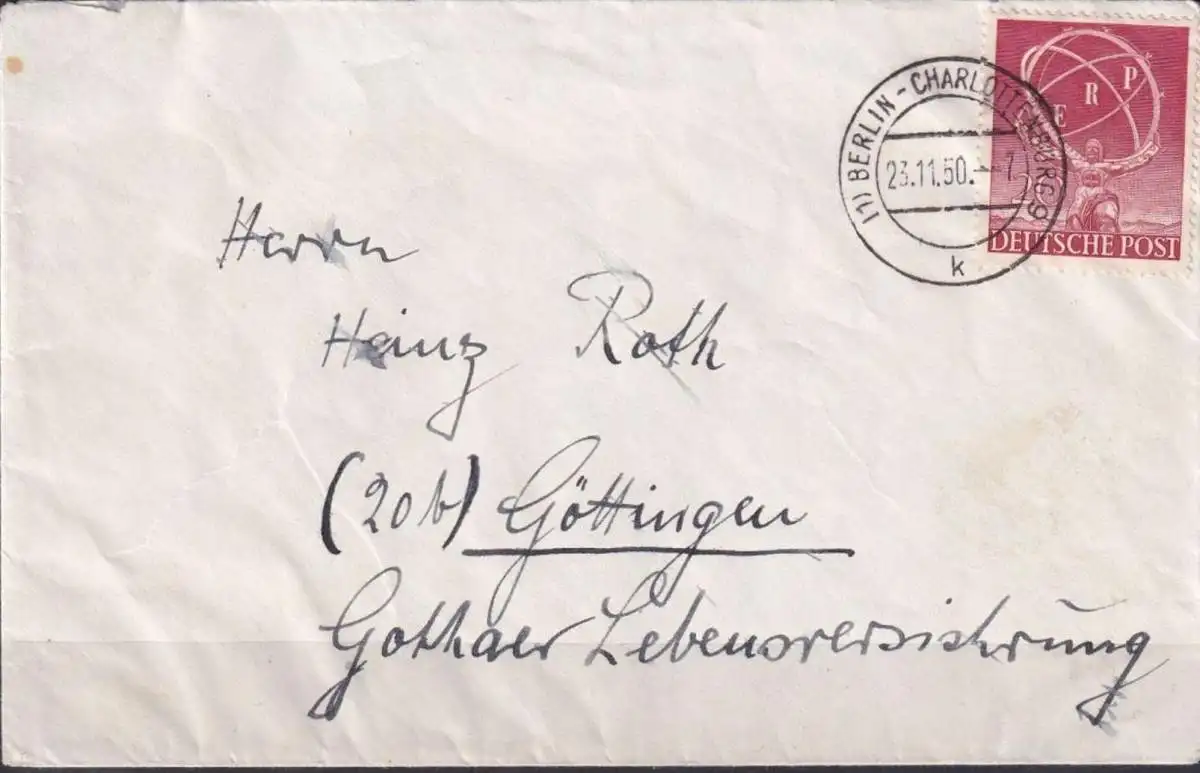 (1) BERLIN-CHARLOTTENBURG 9
23.11.50.
k
E R P
DEUTSCHE POST
Herrn
Heinz Roth
(20b) Göttingen
Gothaer Lebensversicherung